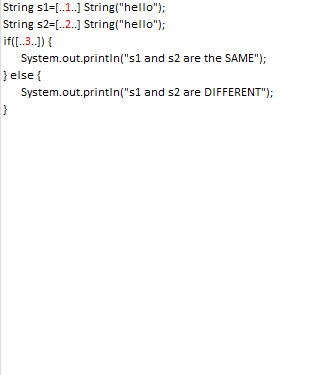 String s1=[..1..] String("hello");
String s2=[..2..] String("hello");
if([..3..]) {
System.out.println("s1 and s2 are the SAME");
} else {
System.out.println("s1 and s2 are DIFFERENT");
}